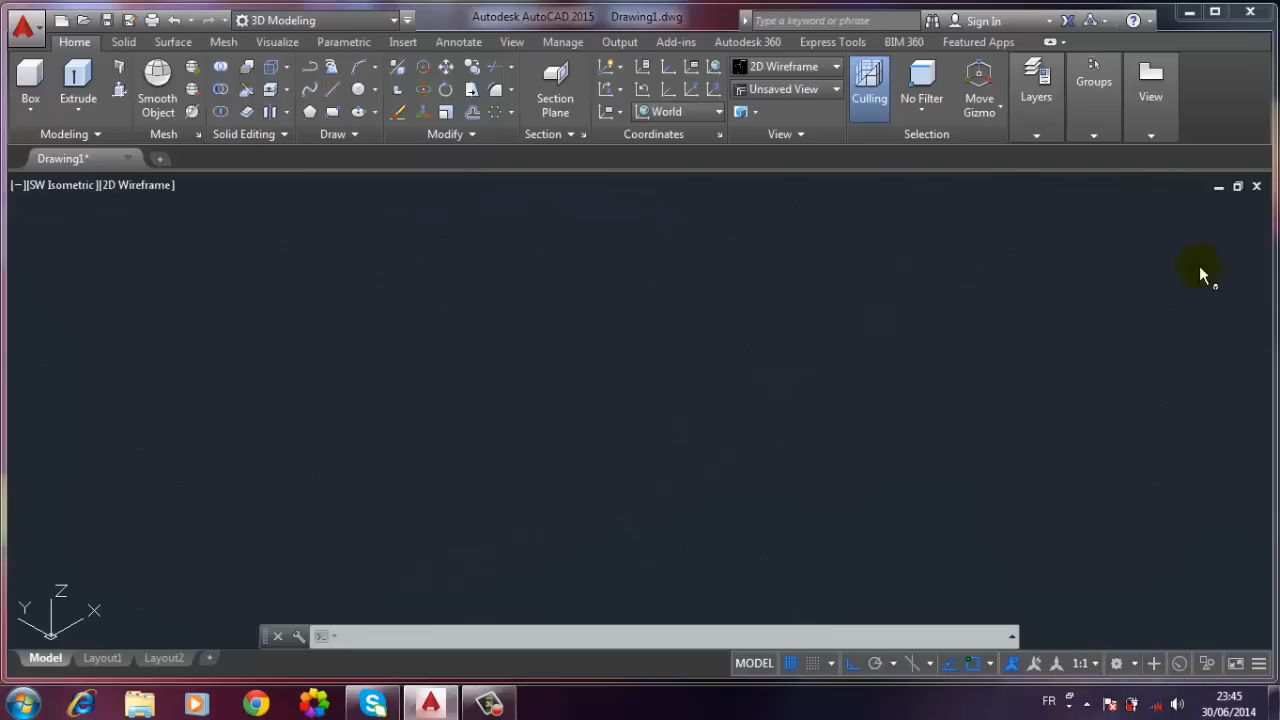 3D Modeling
Autodesk AutoCAD 2015 Drawing1.dwg
Type a keyword or phrase
Sign In
Home Solid Surface Mesh Visualize Parametric Insert Annotate View Manage Output Add-ins Autodesk 360 Express Tools BIM 360 Featured Apps
Box
Extrude
Smooth
Object
Section
Plane
World
2D Wireframe
Unsaved View
Culling
No Filter
Move
Gizmo
Layers
Groups
View
Modeling
Mesh
Solid Editing
Draw
Modify
Section
Coordinates
View
Selection
Drawing1*
[−][SW Isometric][2D Wireframe]
Z
Y
X
Model Layout1 Layout2
MODEL
1:1
FR
23:45
30/06/2014